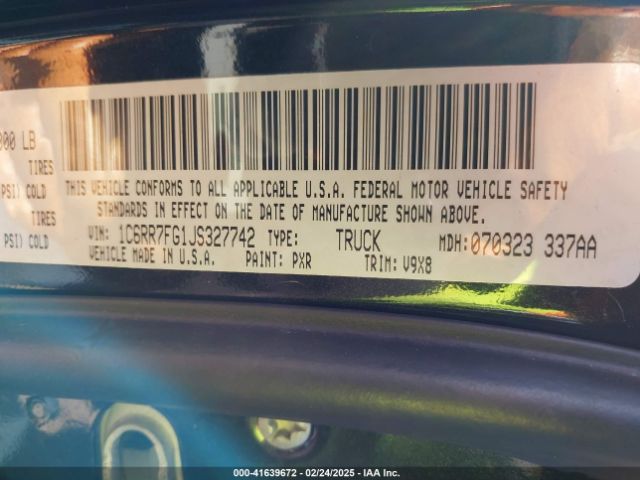 000 LB
TIRES
PSI) COLD
TIRES
PSI) COLD
THIS VEHICLE CONFORMS TO ALL APPLICABLE U.S.A. FEDERAL MOTOR VEHICLE SAFETY
STANDARDS IN EFFECT ON THE DATE OF MANUFACTURE SHOWN ABOVE.
VIN: 1C6RR7FG1JS327742 TYPE: TRUCK MDH: 070323 337AA
VEHICLE MADE IN U.S.A. PAINT: PXR TRIM: V9X8
000-41639672 - 02/24/2025 - IAA Inc.